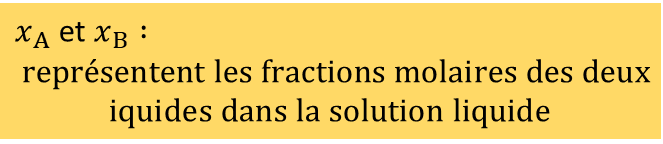 xA et xB :
représentent les fractions molaires des deux
iquides dans la solution liquide